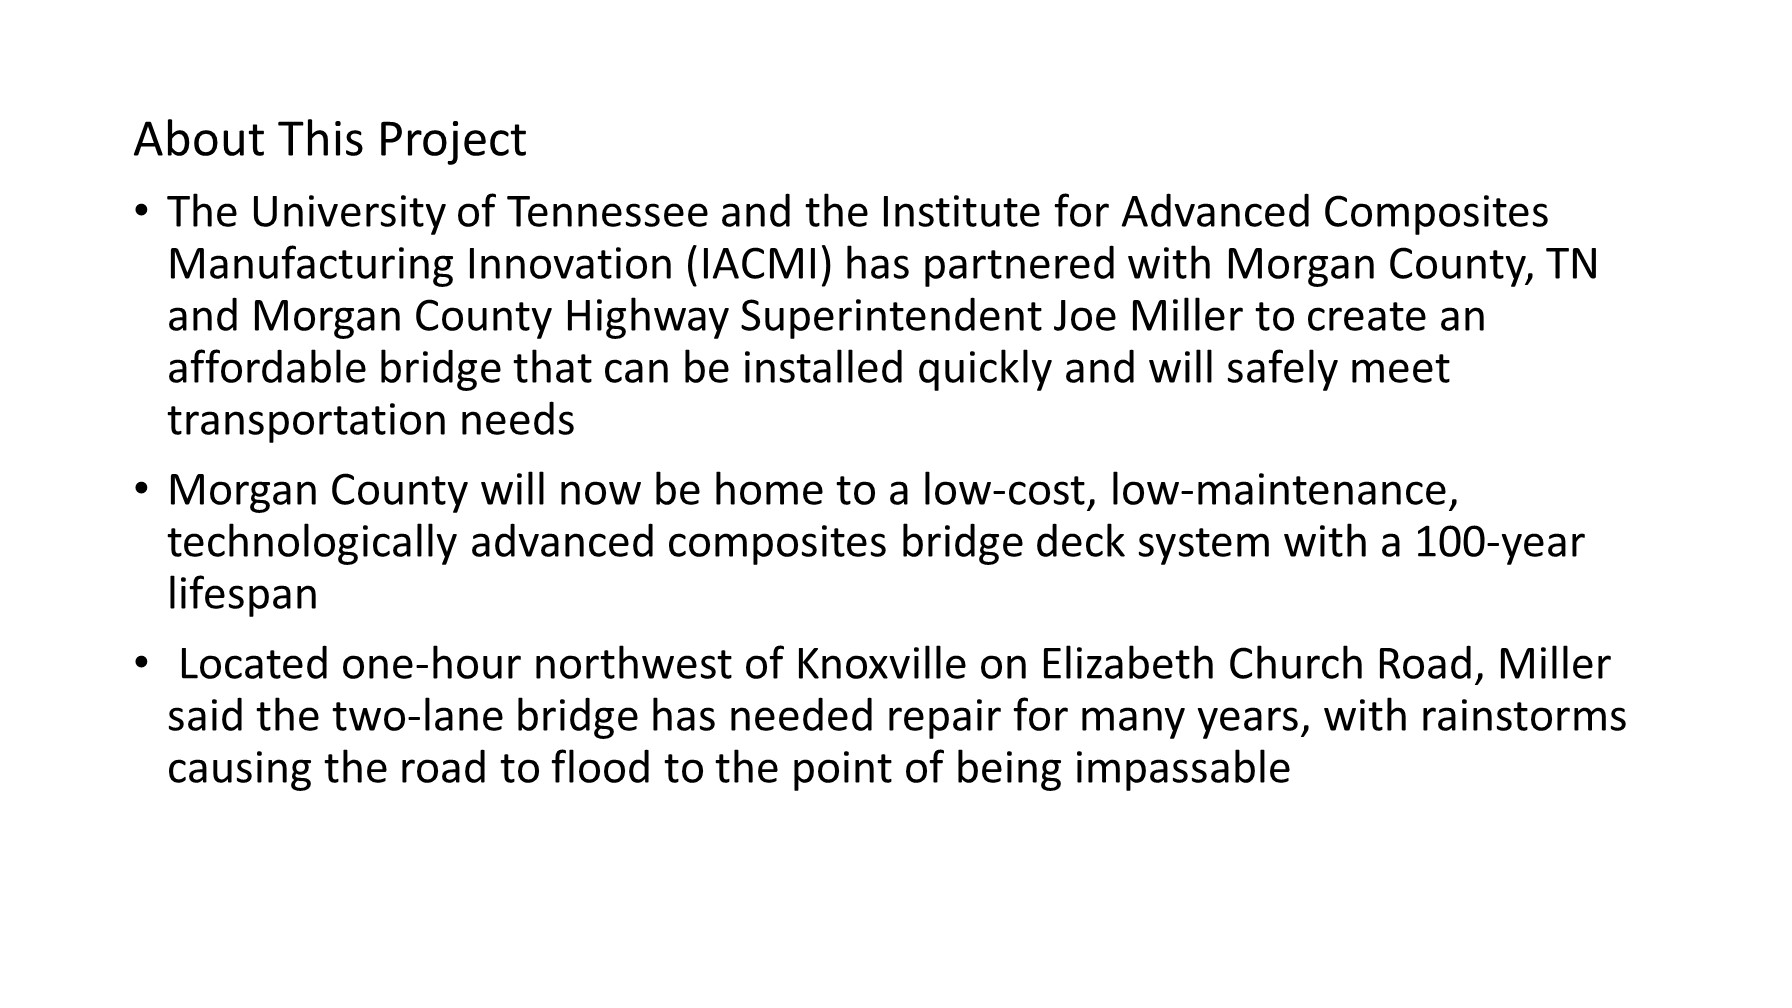 About This Project
• The University of Tennessee and the Institute for Advanced Composites
Manufacturing Innovation (IACMI) has partnered with Morgan County, TN
and Morgan County Highway Superintendent Joe Miller to create an
affordable bridge that can be installed quickly and will safely meet
transportation needs
• Morgan County will now be home to a low-cost, low-maintenance,
technologically advanced composites bridge deck system with a 100-year
lifespan
• Located one-hour northwest of Knoxville on Elizabeth Church Road, Miller
said the two-lane bridge has needed repair for many years, with rainstorms
causing the road to flood to the point of being impassable